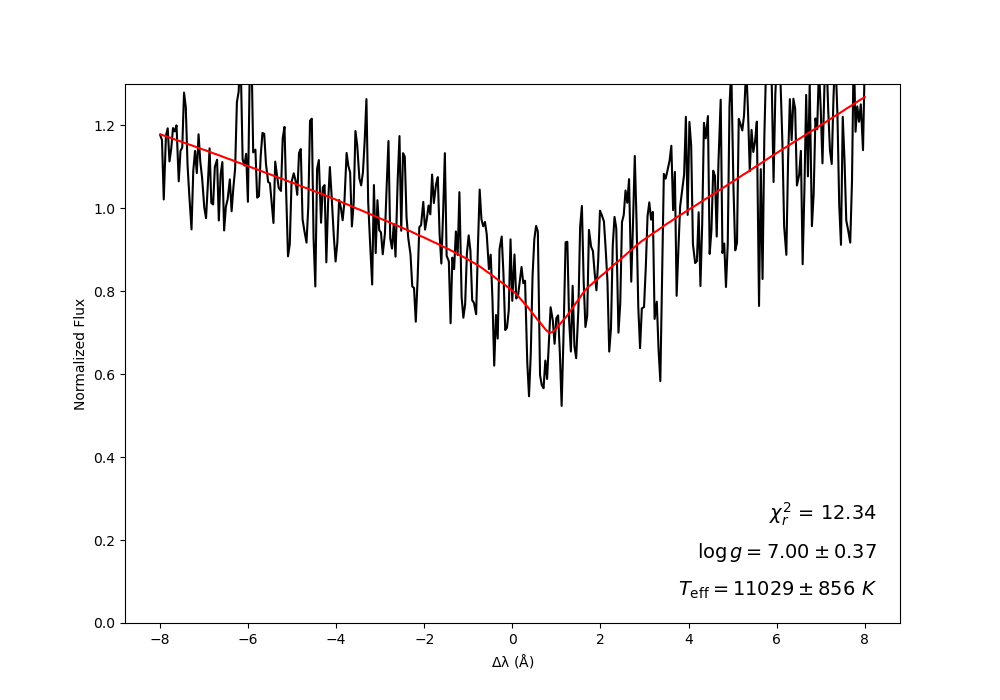 1.2
1.0
0.8
0.6
0.4
0.2
0.0
Normalized Flux
χ²ᵣ = 12.34
log g = 7.00 ± 0.37
T_eff = 11029 ± 856 K
−8 −6 −4 −2 0 2 4 6 8
Δλ (Å)